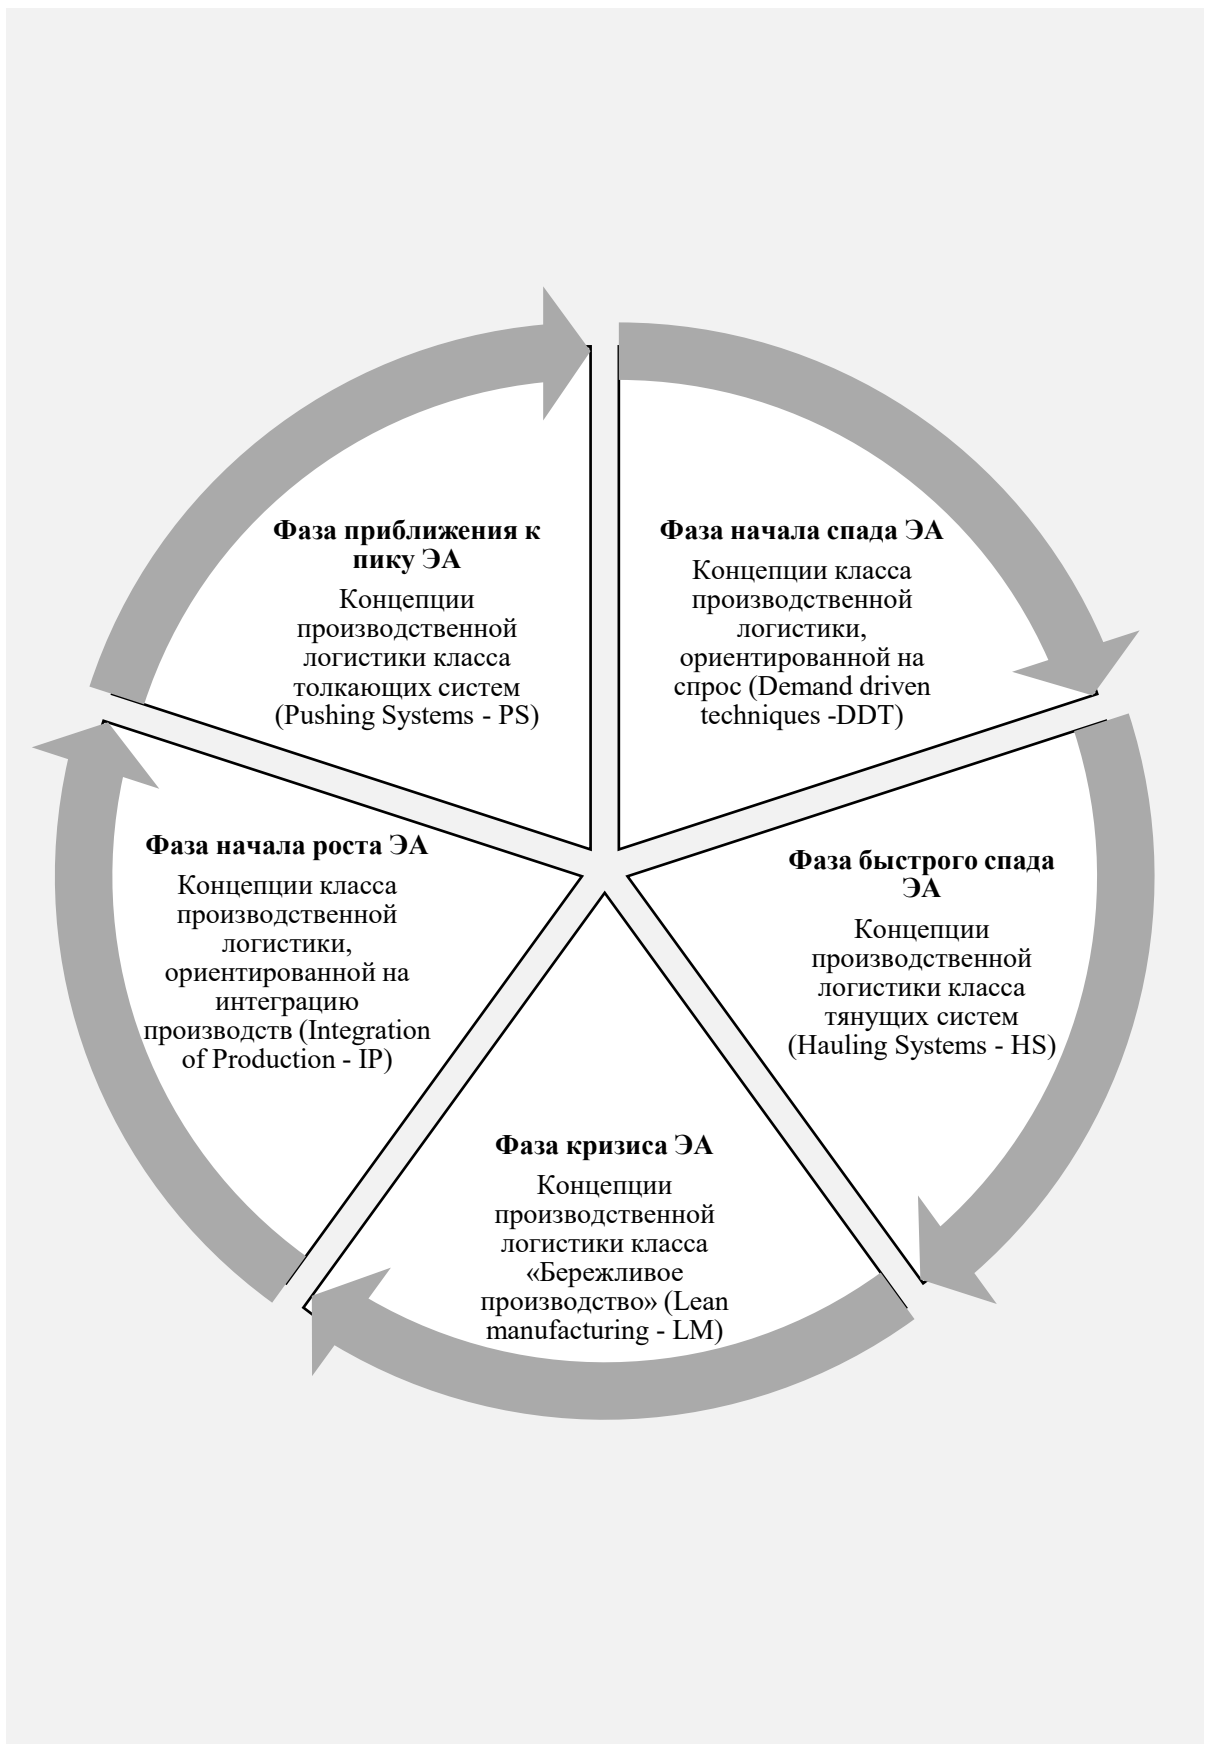 Фаза приближения к
пику ЭА
Концепции
производственной
логистики класса
толкающих систем
(Pushing Systems - PS)
Фаза начала спада ЭА
Концепции класса
производственной
логистики,
ориентированной на
спрос (Demand driven
techniques -DDT)
Фаза начала роста ЭА
Концепции класса
производственной
логистики,
ориентированной на
интеграцию
производств (Integration
of Production - IP)
Фаза быстрого спада
ЭА
Концепции
производственной
логистики класса
тянущих систем
(Hauling Systems - HS)
Фаза кризиса ЭА
Концепции
производственной
логистики класса
«Бережливое
производство» (Lean
manufacturing - LM)